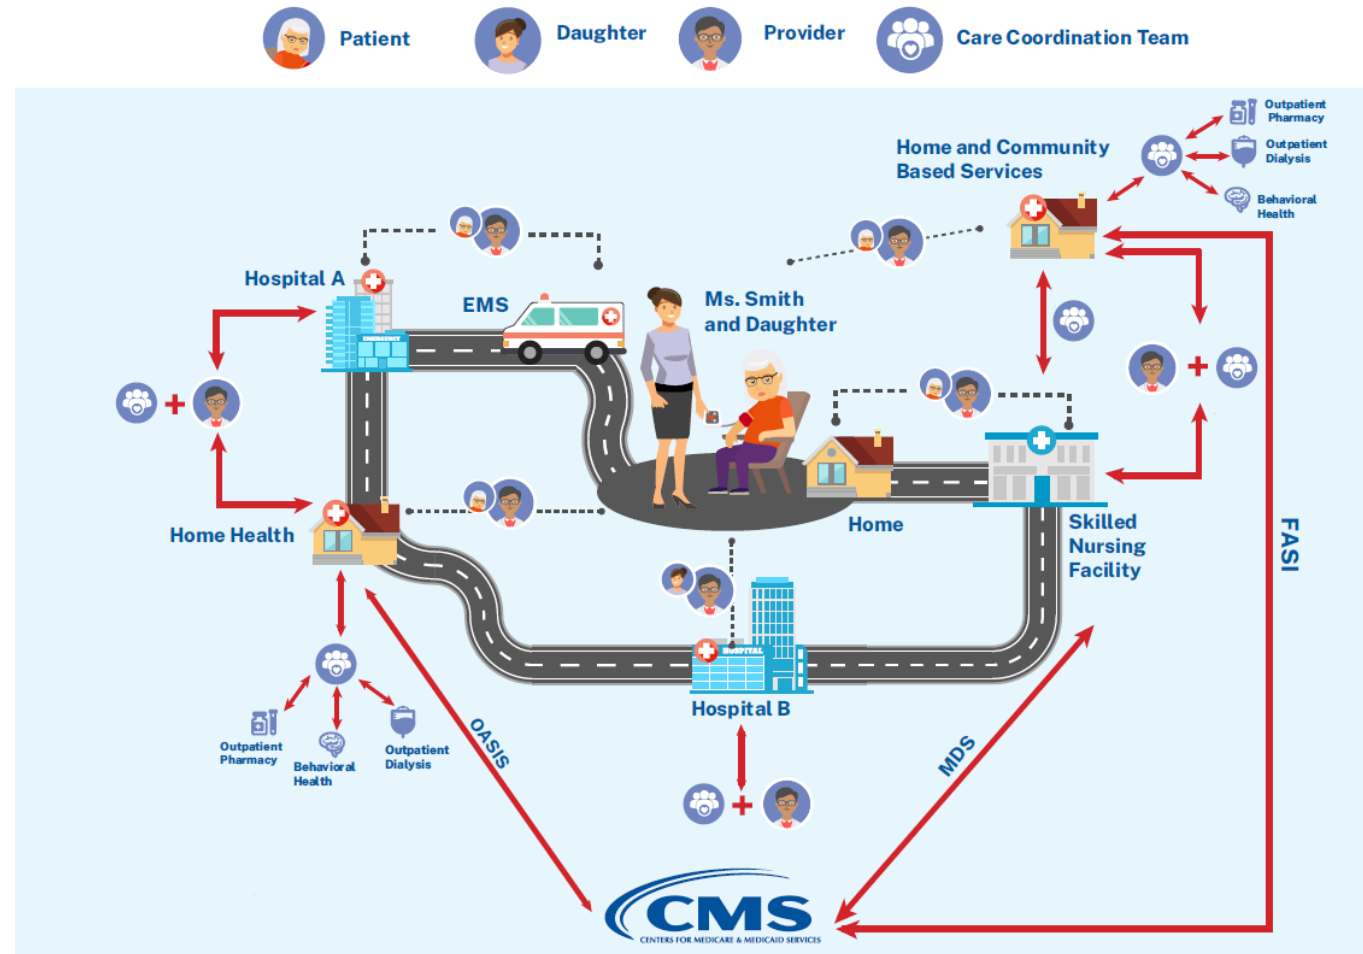 Patient
Daughter
Provider
Care Coordination Team
Outpatient
Pharmacy
Outpatient
Dialysis
Behavioral
Health
Home and Community
Based Services
Hospital A
EMS
Ms. Smith
and Daughter
EMERGENCY
Home Health
Home
Skilled
Nursing
Facility
FASI
HOSPITAL
Hospital B
Outpatient
Pharmacy
Behavioral
Health
Outpatient
Dialysis
OASIS
MDS
CMS
CENTERS FOR MEDICARE & MEDICAID SERVICES